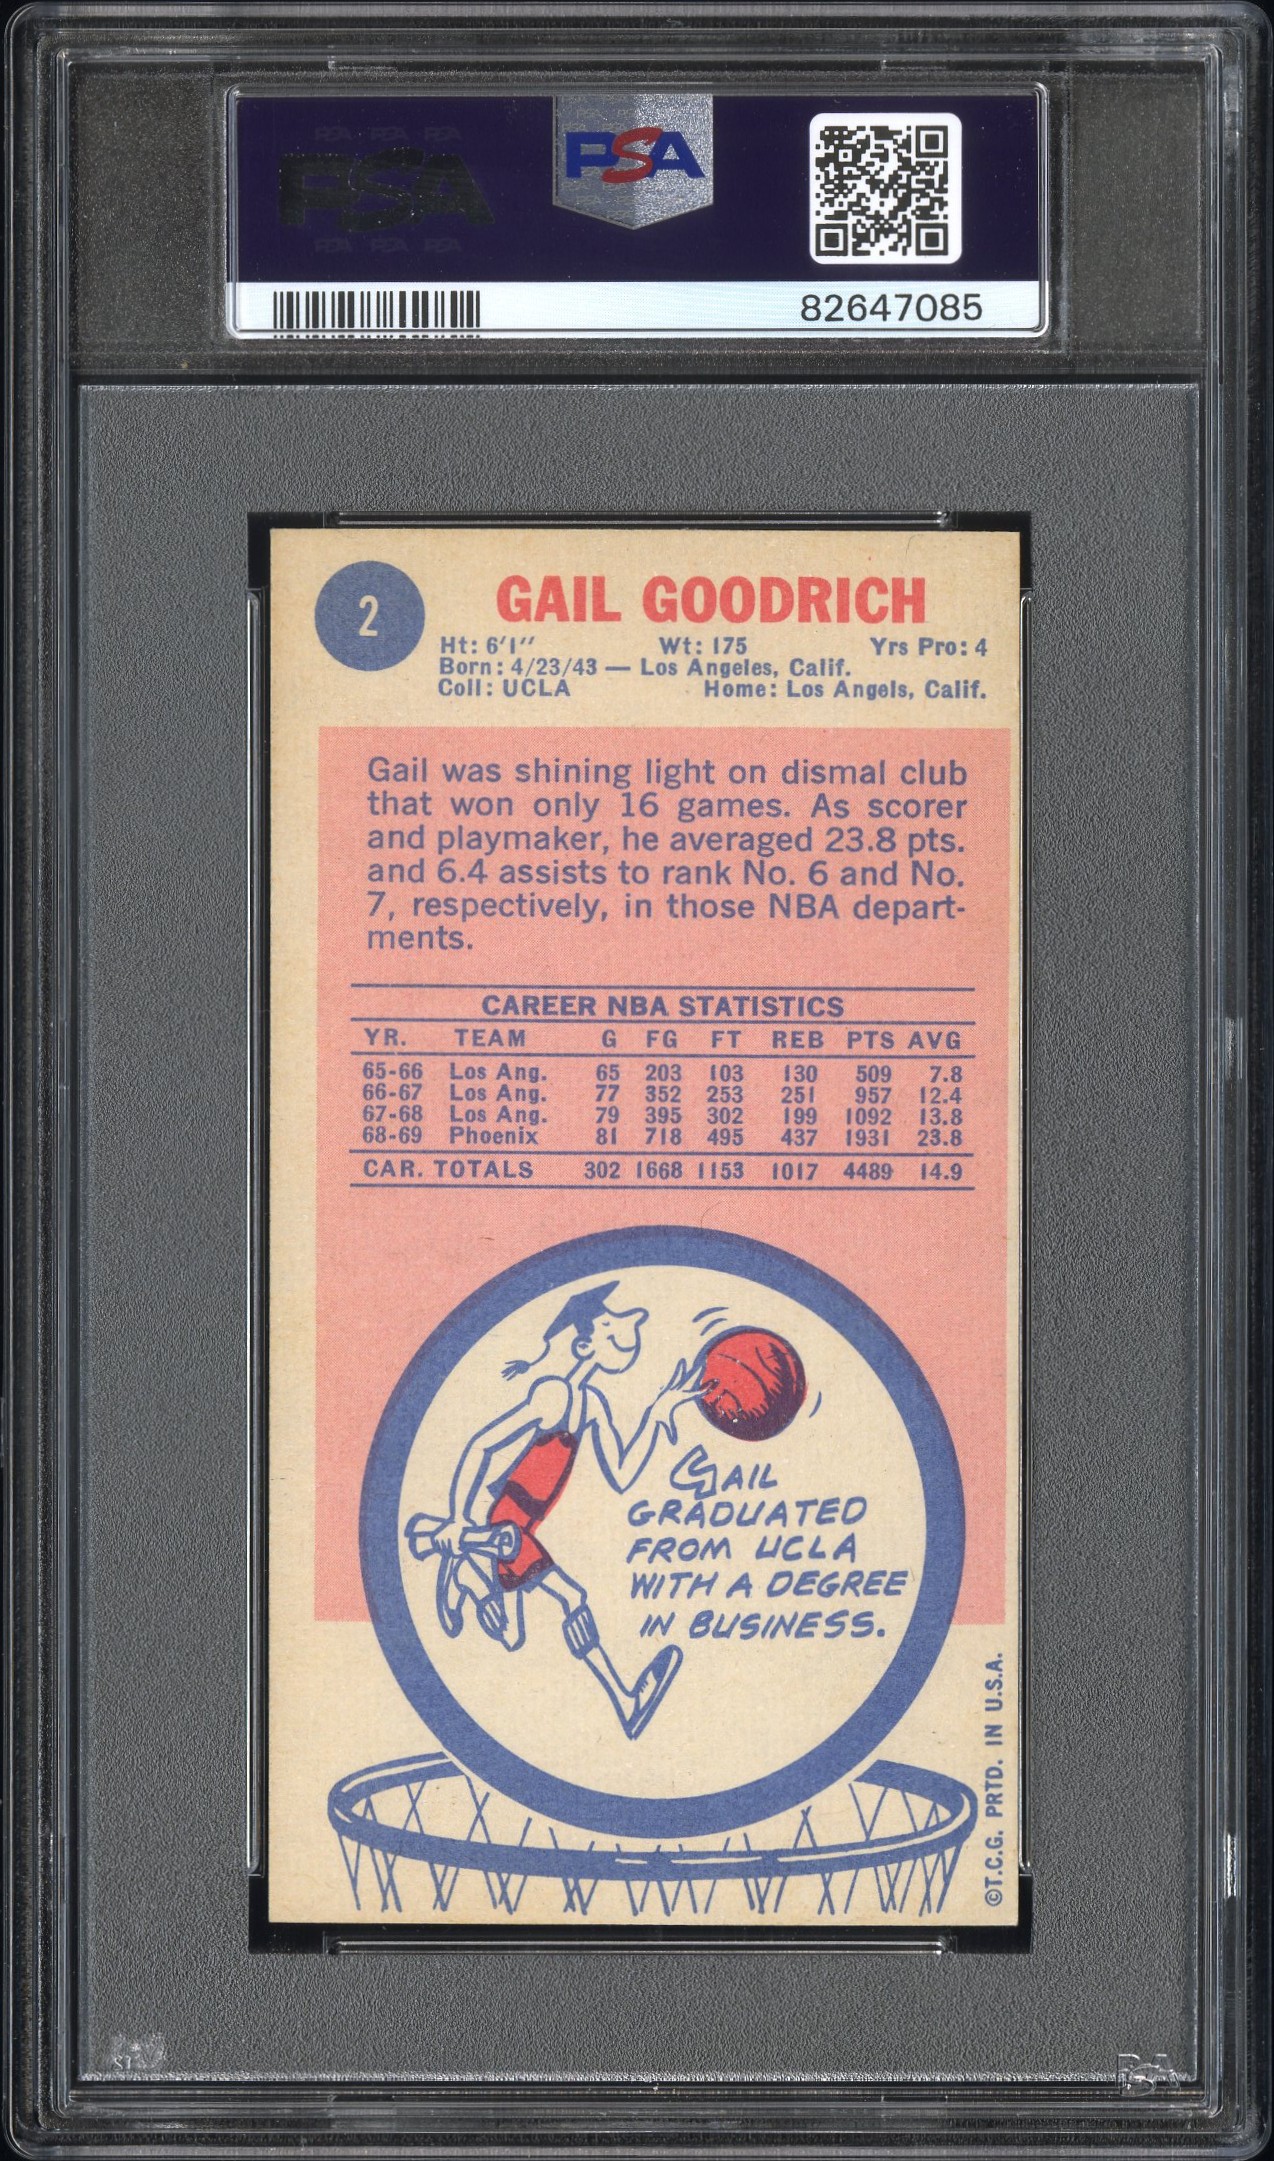 PSA PSA PSA
PSA
PSA PSA PSA
PSA
82647085
2
GAIL GOODRICH
Ht: 6'1" Wt: 175 Yrs Pro: 4
Born: 4/23/43 — Los Angeles, Calif.
Coll: UCLA Home: Los Angels, Calif.
Gail was shining light on dismal club
that won only 16 games. As scorer
and playmaker, he averaged 23.8 pts.
and 6.4 assists to rank No. 6 and No.
7, respectively, in those NBA depart-
ments.
CAREER NBA STATISTICS
YR. TEAM G FG FT REB PTS AVG
65-66 Los Ang. 65 203 103 130 509 7.8
66-67 Los Ang. 77 352 253 251 957 12.4
67-68 Los Ang. 79 395 302 199 1092 13.8
68-69 Phoenix 81 718 495 437 1931 23.8
CAR. TOTALS 302 1668 1153 1017 4489 14.9
GAIL
GRADUATED
FROM UCLA
WITH A DEGREE
IN BUSINESS.
©T.C.G. PRTD. IN U.S.A.
PSA